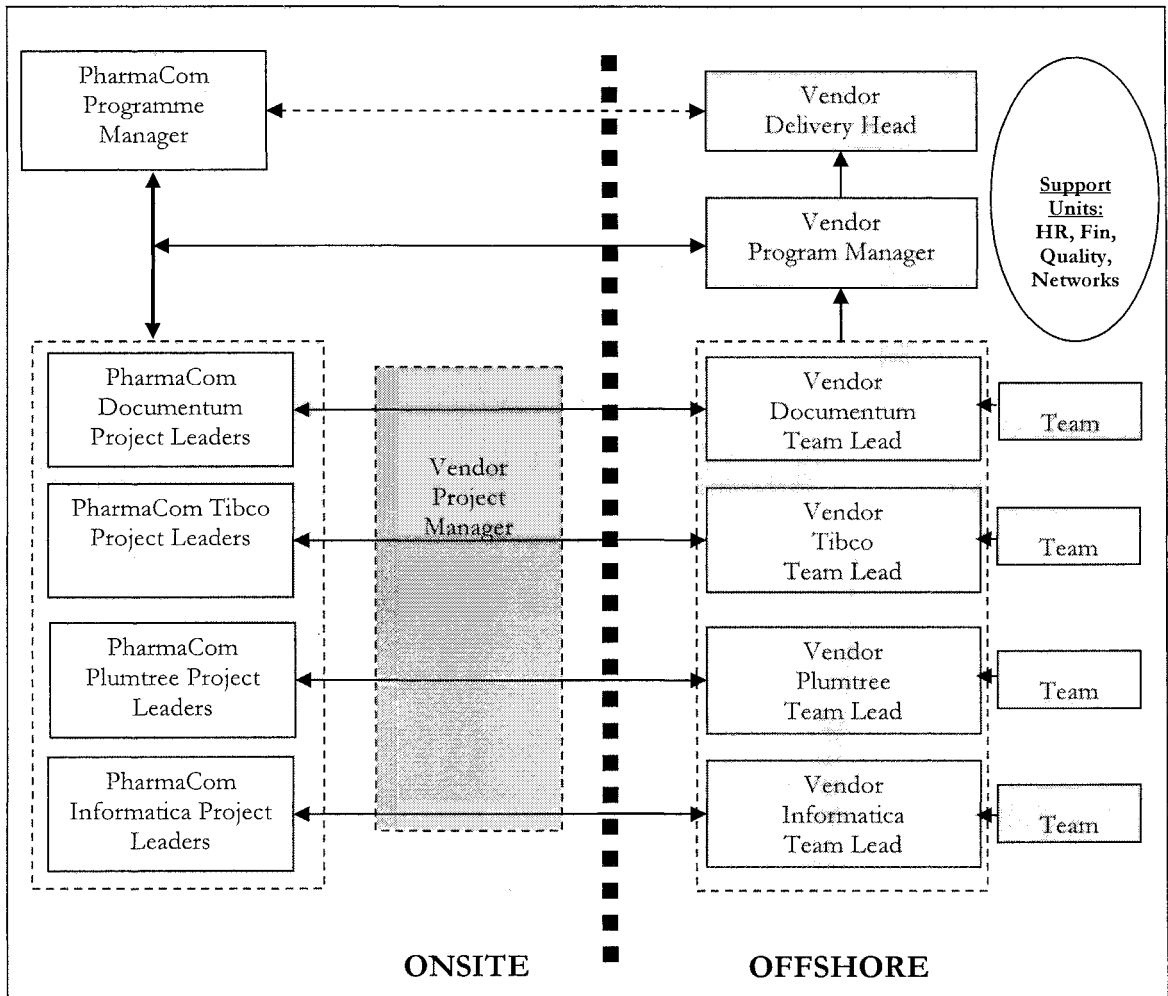 PharmaCom
Programme
Manager
Vendor
Delivery Head
Support
Units:
HR, Fin,
Quality,
Networks
Vendor
Program Manager
PharmaCom
Documentum
Project Leaders
Vendor
Project
Manager
Vendor
Documentum
Team Lead
Team
PharmaCom Tibco
Project Leaders
Vendor
Tibco
Team Lead
Team
PharmaCom
Plumtree Project
Leaders
Vendor
Plumtree
Team Lead
Team
PharmaCom
Informatica Project
Leaders
Vendor
Informatica
Team Lead
Team
ONSITE
OFFSHORE